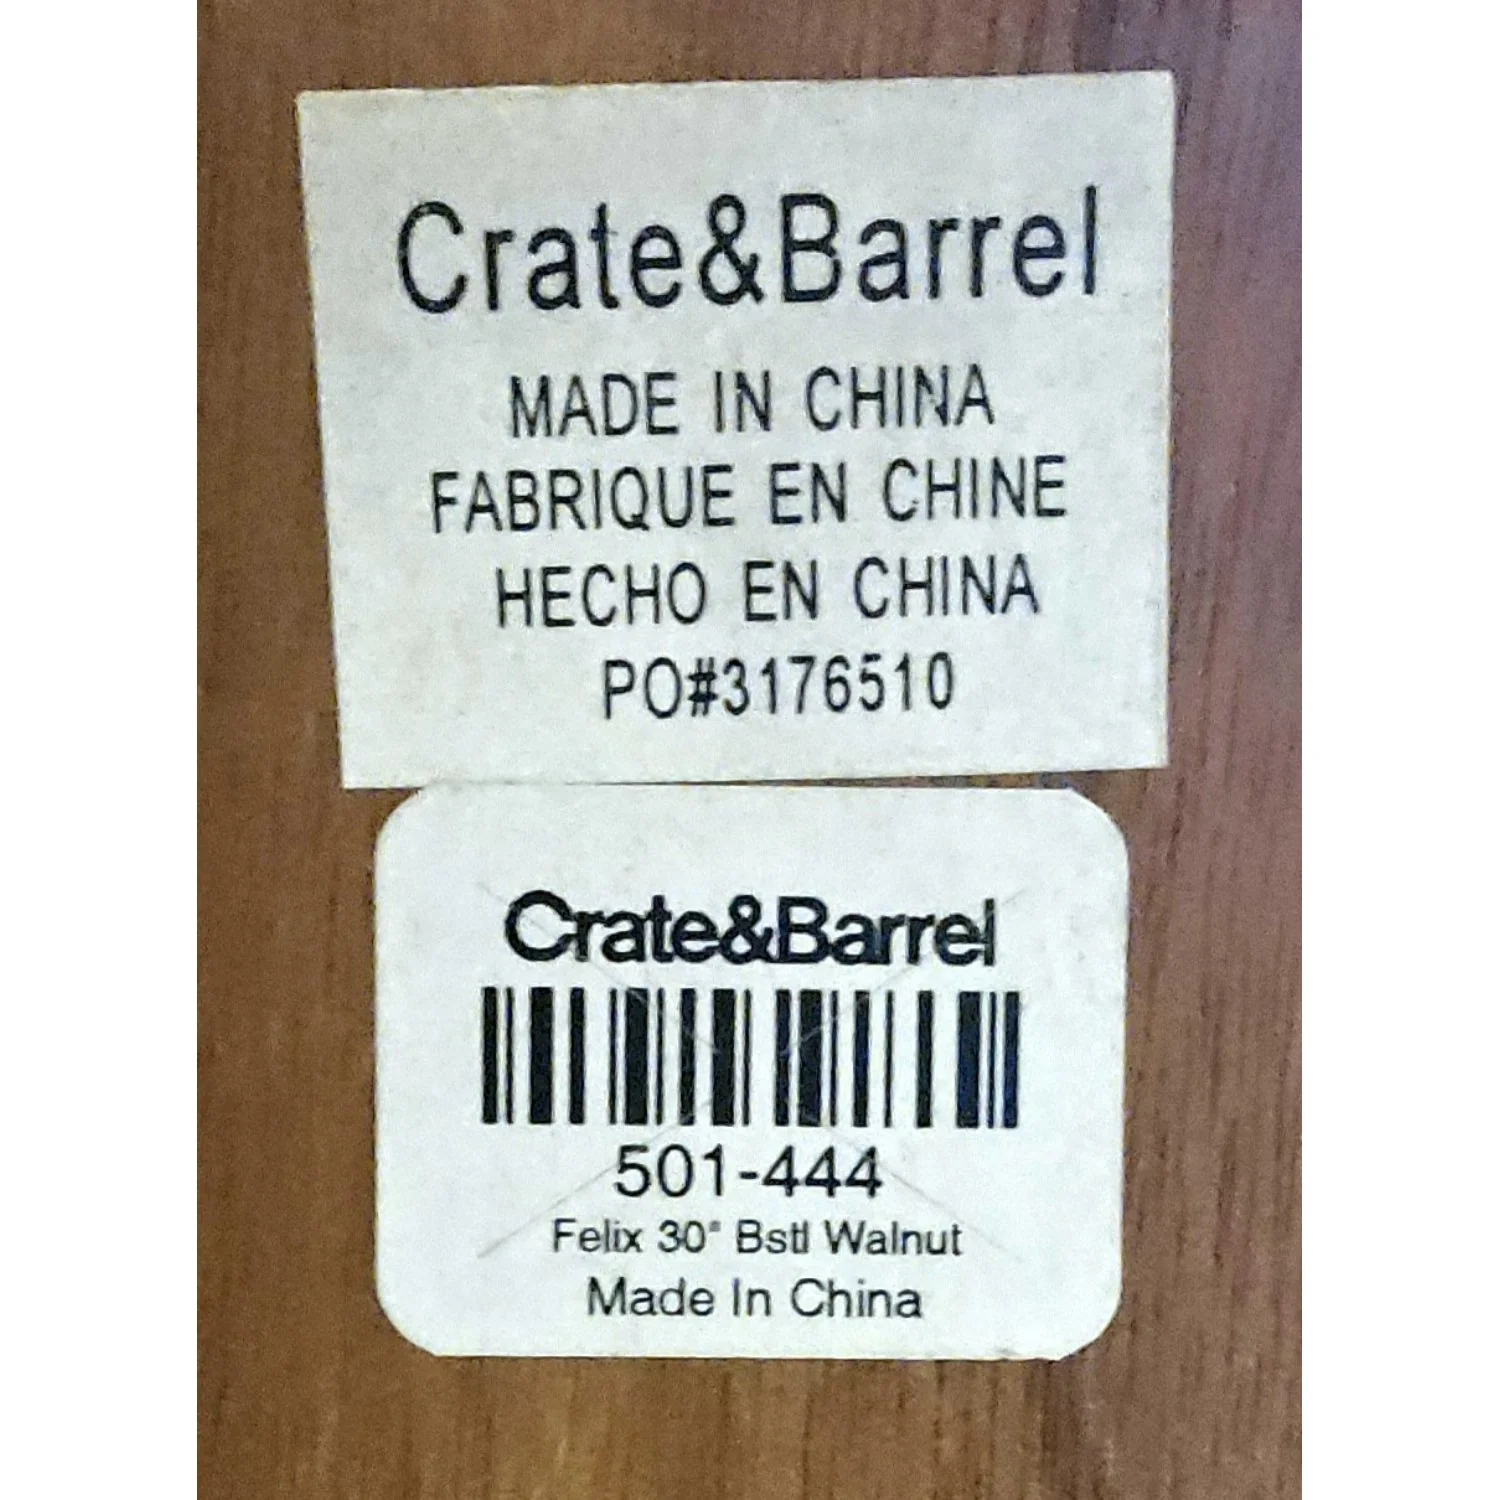 Crate&Barrel
MADE IN CHINA
FABRIQUE EN CHINE
HECHO EN CHINA
PO#3176510
Crate&Barrel
501-444
Felix 30" Bstl Walnut
Made In China